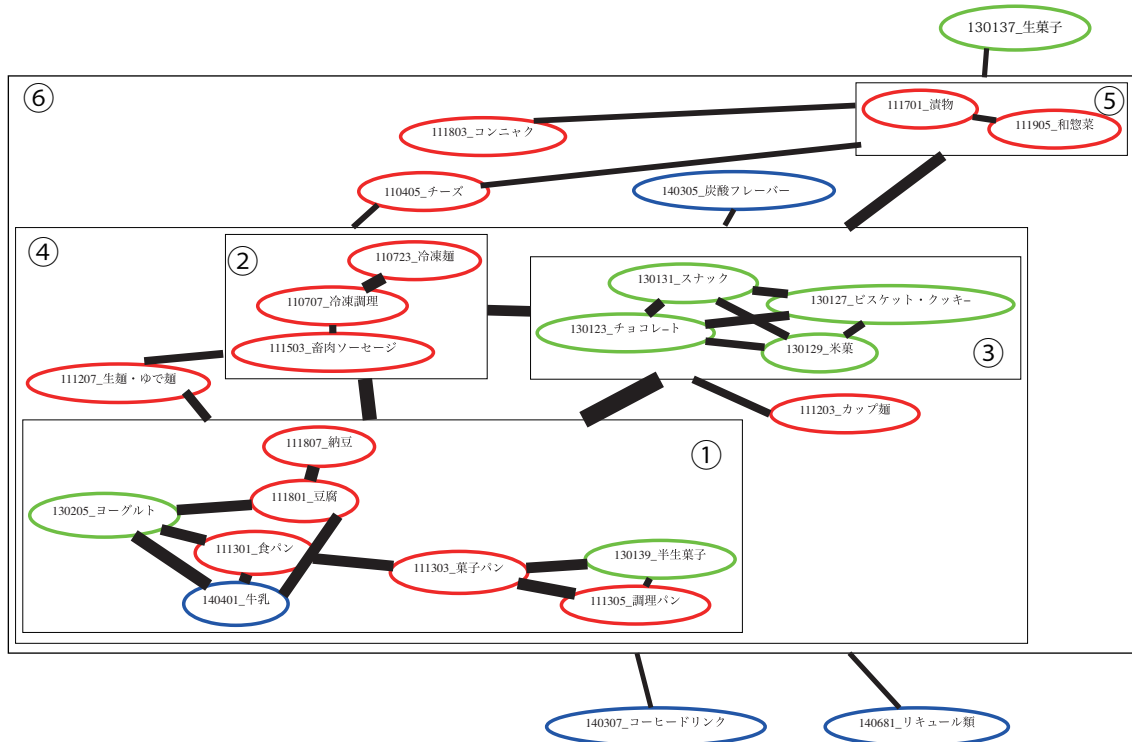 130137_生菓子
⑥
⑤
111701_漬物
111905_和惣菜
111803_コンニャク
110405_チーズ
140305_炭酸フレーバー
④
②
110723_冷凍麺
110707_冷凍調理
111503_畜肉ソーセージ
130131_スナック
130127_ビスケット・クッキー
130123_チョコレート
130129_米菓
③
111207_生麺・ゆで麺
111203_カップ麺
①
111807_納豆
111801_豆腐
130205_ヨーグルト
111301_食パン
111303_菓子パン
130139_半生菓子
140401_牛乳
111305_調理パン
140307_コーヒードリンク
140681_リキュール類